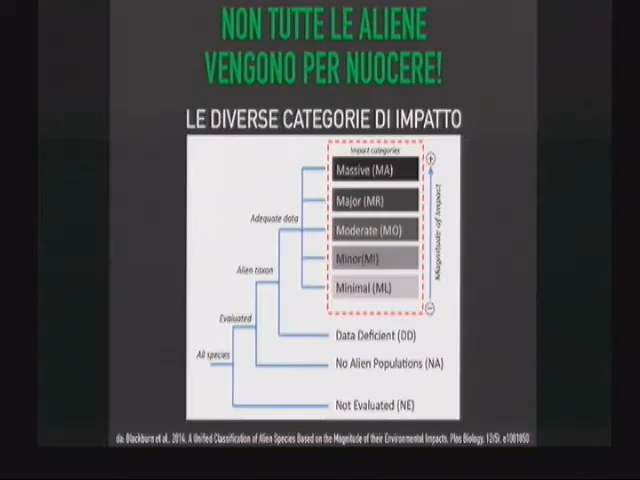 NON TUTTE LE ALIENE
VENGONO PER NUOCERE!
LE DIVERSE CATEGORIE DI IMPATTO
Impact categories
Massive (MA)
Major (MR)
Adequate data
Moderate (MO)
Magnitude of Impact
Minor(MI)
Alien taxon
Minimal (ML)
Evaluated
Data Deficient (DD)
All species
No Alien Populations (NA)
Not Evaluated (NE)
da: Blackburn et al., 2014. A Unified Classification of Alien Species Based on the Magnitude of their Environmental Impacts. Plos Biology, 12(5), e1001850